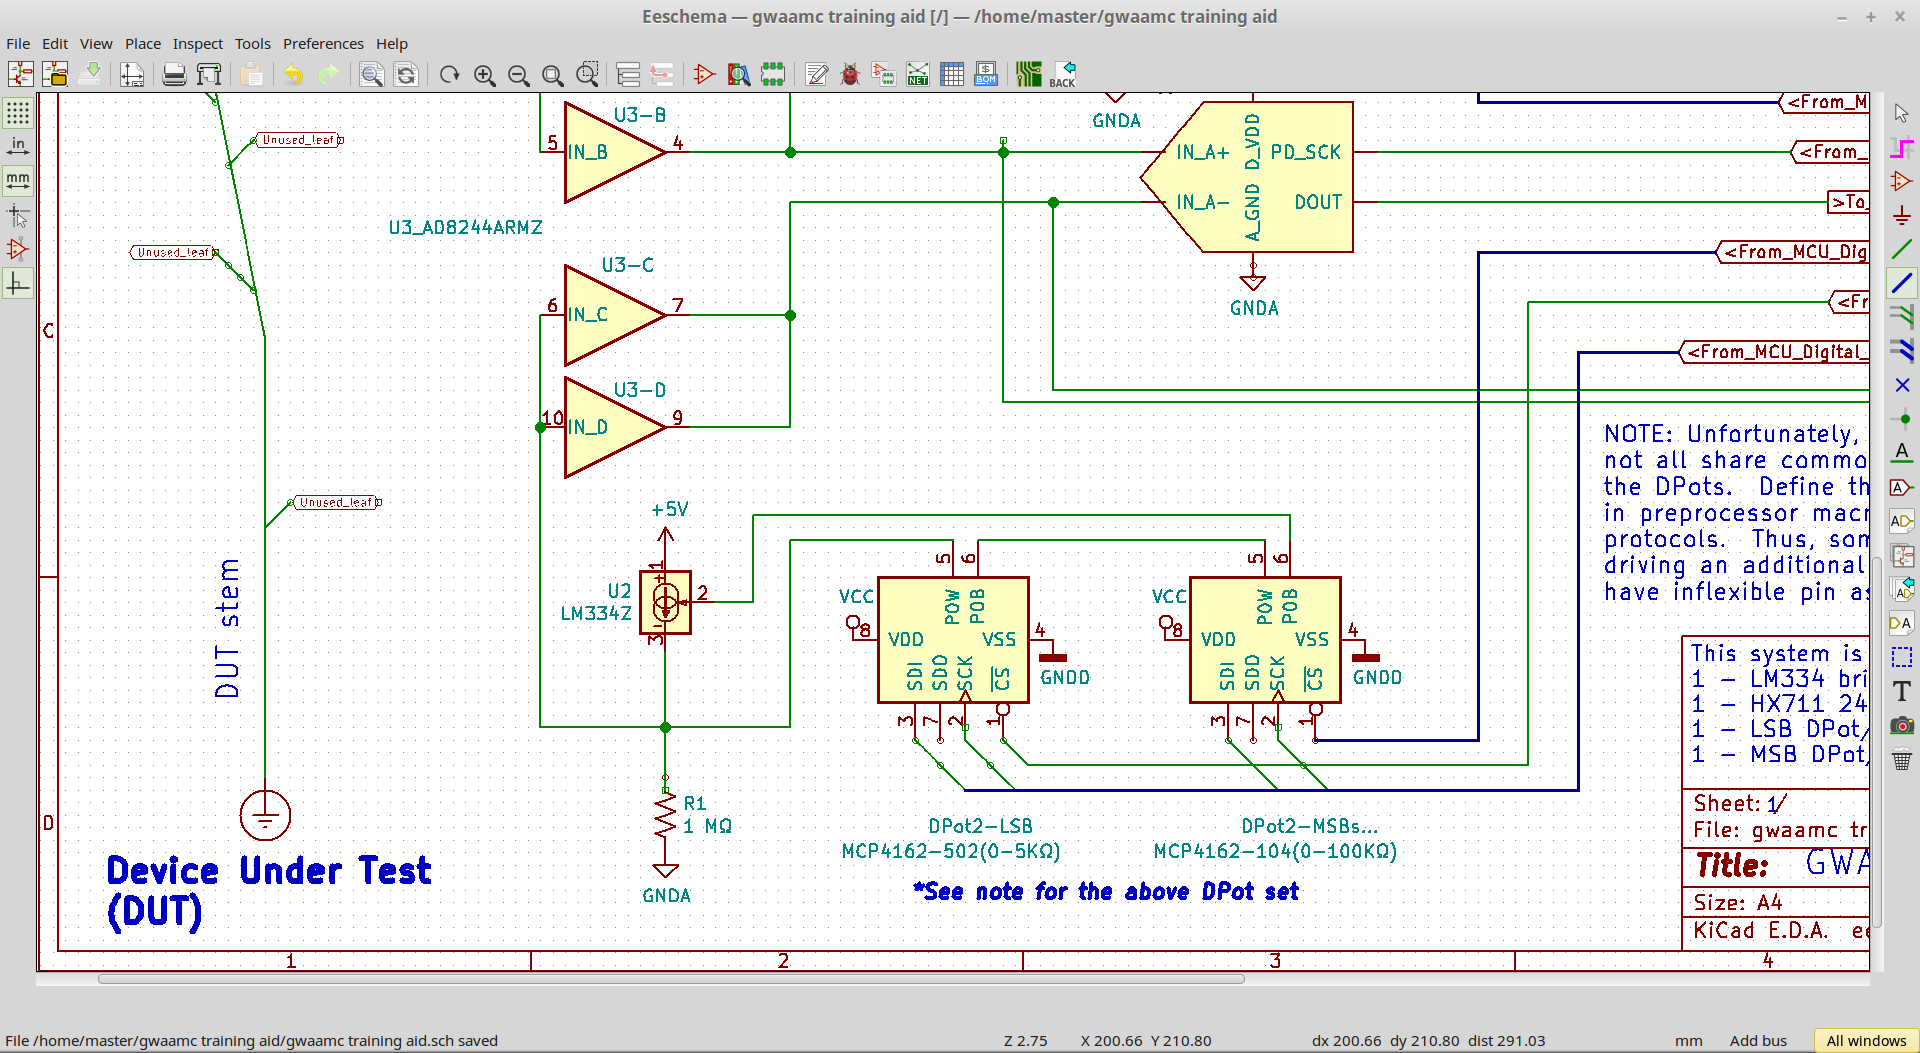 Eeschema — gwaamc training aid [/] — /home/master/gwaamc training aid
File Edit View Place Inspect Tools Preferences Help
NET
BOM
BACK
in
mm
U3-B
5
IN_B
4
U3_AD8244ARMZ
U3-C
6
IN_C
7
U3-D
10
IN_D
9
Unused_leaf
Unused_leaf
Unused_leaf
DUT stem
Device Under Test
(DUT)
GNDA
IN_A+
IN_A-
D_VDD
A_GND
PD_SCK
DOUT
GNDA
<From_M
<From_
>To_
<From_MCU_Dig
<Fr
<From_MCU_Digital_
NOTE: Unfortunately,
not all share commo
the DPots. Define th
in preprocessor macr
protocols. Thus, som
driving an additional
have inflexible pin as
+5V
1
U2
LM334Z
2
3
R1
1 MΩ
GNDA
VCC
8
VDD
5
6
POW
POB
VSS
4
GNDD
SDI
SDO
SCK
CS
3
7
2
1
VCC
8
VDD
5
6
POW
POB
VSS
4
GNDD
SDI
SDO
SCK
CS
3
7
2
1
DPot2-LSB
MCP4162-502(0-5KΩ)
DPot2-MSBs...
MCP4162-104(0-100KΩ)
*See note for the above DPot set
This system is
1 - LM334 bri
1 - HX711 24
1 - LSB DPot/
1 - MSB DPot/
Sheet: 1/
File: gwaamc tr
Title: GWA
Size: A4
KiCad E.D.A. ee
C
D
1
2
3
4
File /home/master/gwaamc training aid/gwaamc training aid.sch saved
Z 2.75
X 200.66 Y 210.80
dx 200.66 dy 210.80 dist 291.03
mm
Add bus
All windows